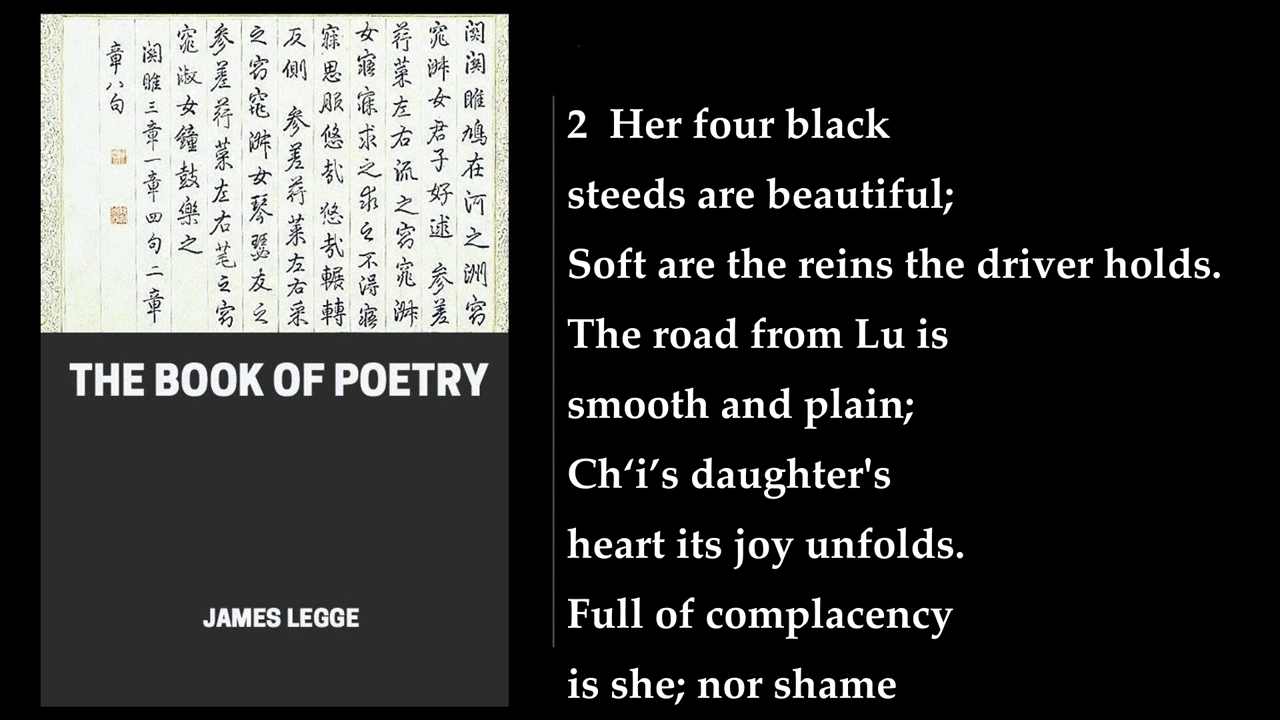 関関雎鳩在河之洲窈
窕淑女君子好逑 參差
荇菜左右流之窈窕淑
女寤寐求之求之不得寤
寐思服悠哉悠哉輾轉
反側 參差荇菜左右采
之窈窕淑女琴瑟友之
參差荇菜左右芼之窈
窕淑女鐘鼓樂之
関雎三章一章四句二章
章八句
THE BOOK OF POETRY
JAMES LEGGE
2 Her four black
steeds are beautiful;
Soft are the reins the driver holds.
The road from Lu is
smooth and plain;
Ch‘i’s daughter's
heart its joy unfolds.
Full of complacency
is she; nor shame